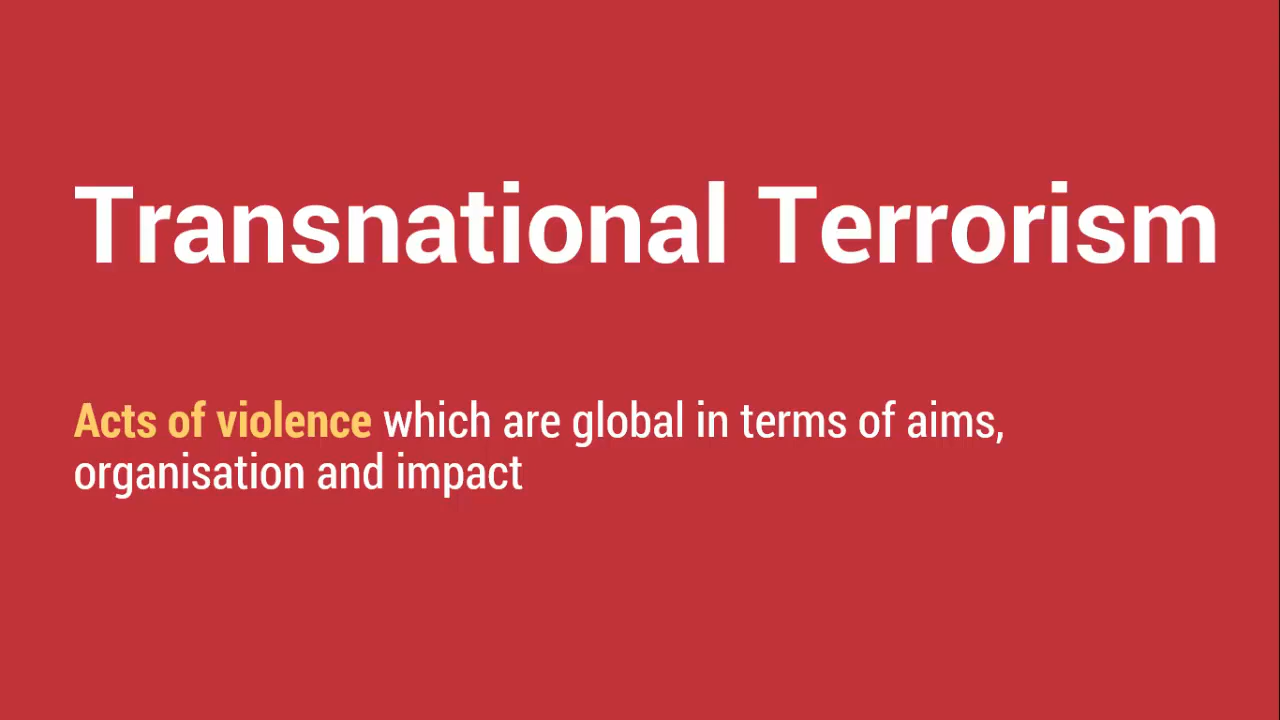 Transnational Terrorism
Acts of violence which are global in terms of aims,
organisation and impact